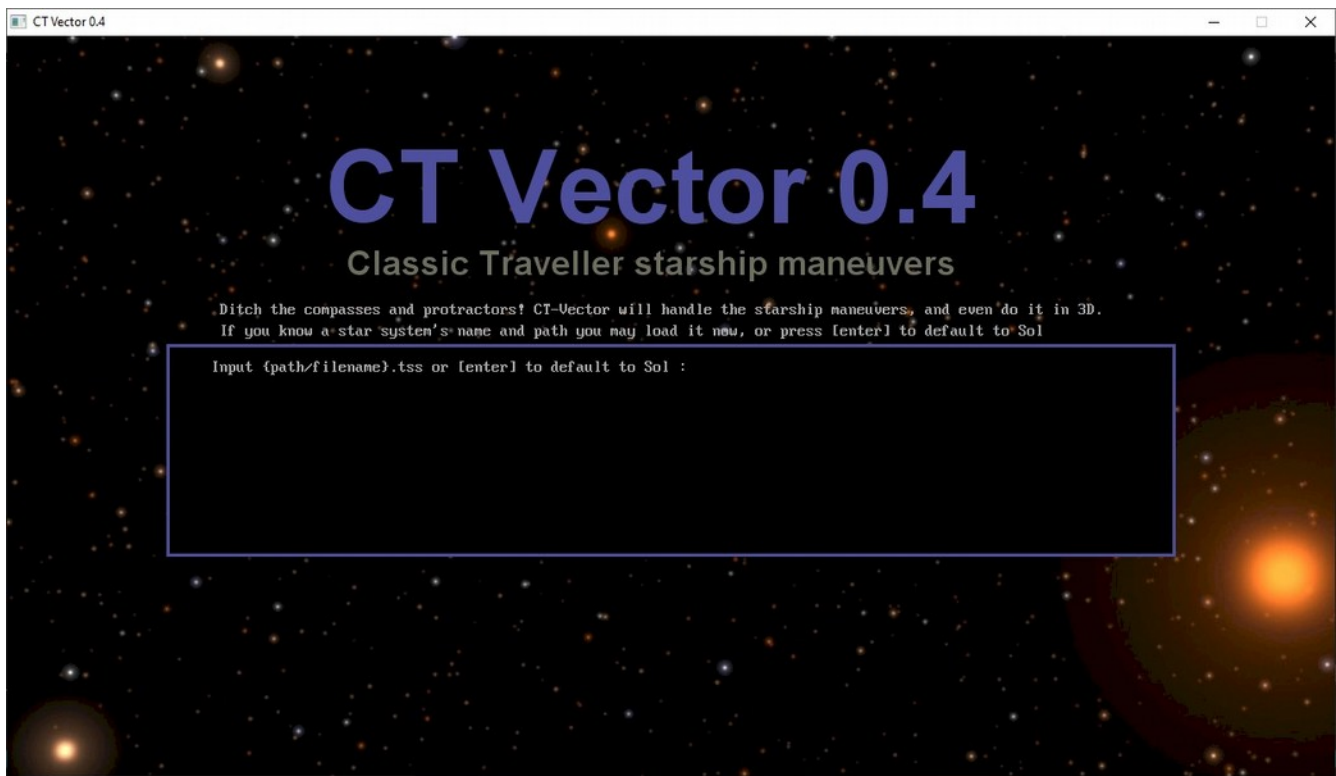 CT Vector 0.4
CT Vector 0.4
Classic Traveller starship maneuvers
Ditch the compasses and protractors! CT-Vector will handle the starship maneuvers, and even do it in 3D.
If you know a star system's name and path you may load it now, or press [enter] to default to Sol
Input {path/filename}.tss or [enter] to default to Sol :